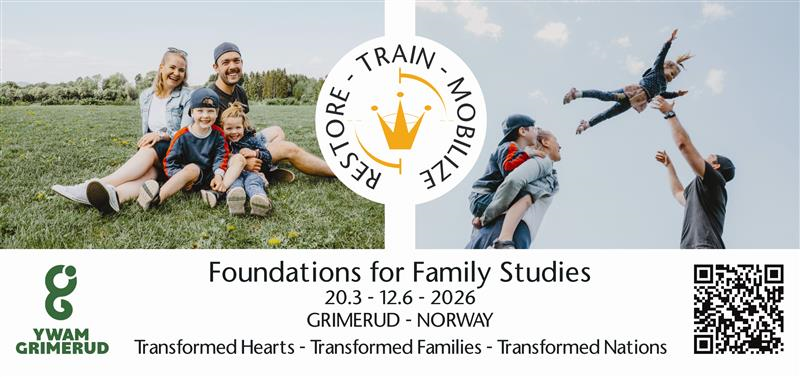 RESTORE - TRAIN - MOBILIZE
Foundations for Family Studies
20.3 - 12.6 - 2026
GRIMERUD - NORWAY
Transformed Hearts - Transformed Families - Transformed Nations
YWAM
GRIMERUD